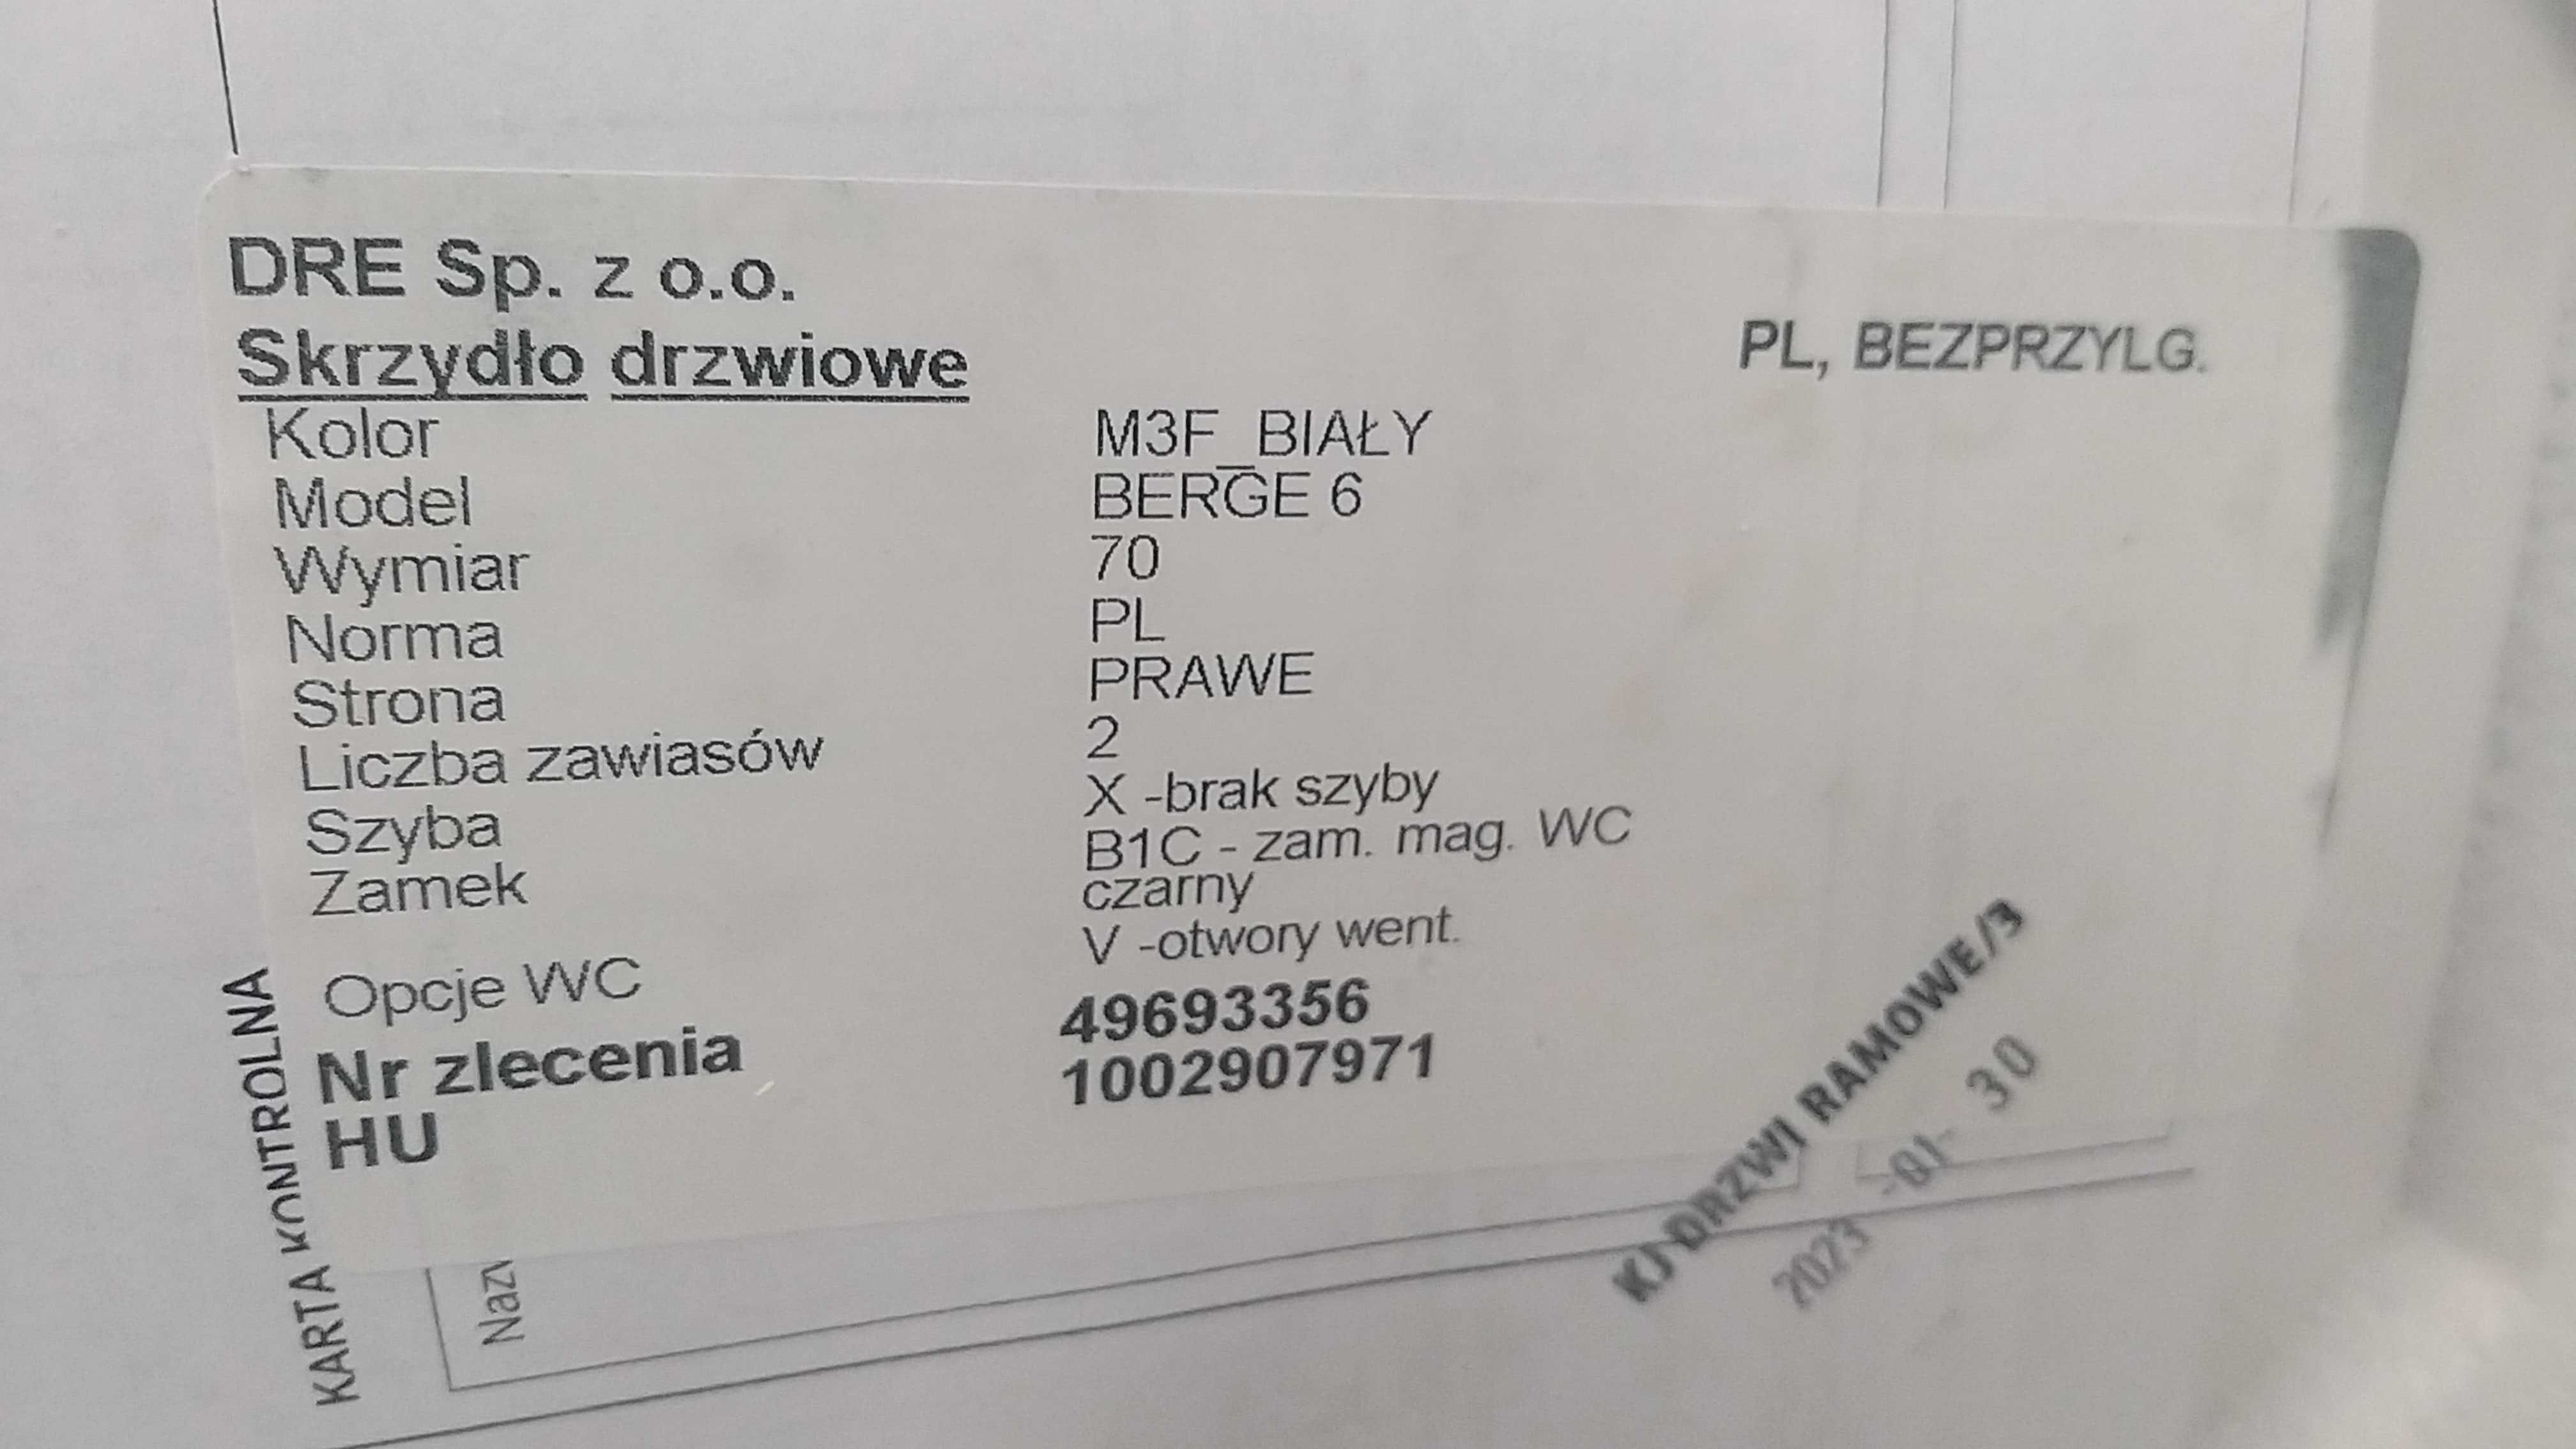 DRE Sp. z o.o.
Skrzydło drzwiowe
PL, BEZPRZYLG.
Kolor M3F_BIAŁY
Model BERGE 6
Wymiar 70
Norma PL
Strona PRAWE
Liczba zawiasów 2
Szyba X -brak szyby
Zamek B1C - zam. mag. WC
czarny
Opcje WC V -otwory went.
Nr zlecenia 49693356
HU 1002907971
KARTA KONTROLNA
Nazw
KJ DRZWI RAMOWE/3
2023 -01- 30